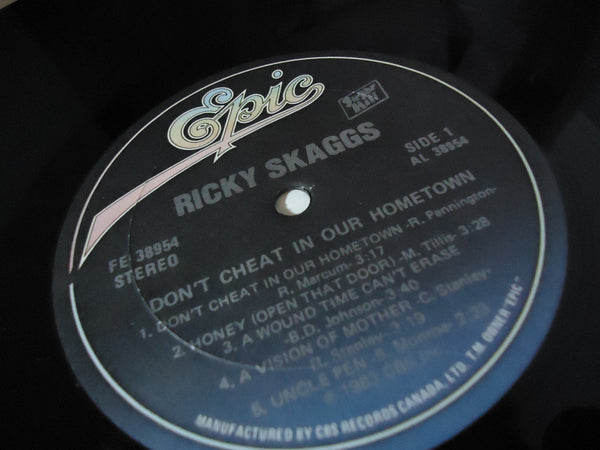 Epic
Sugar Hill
RICKY SKAGGS
SIDE 1
AL 38954
FE 38954
STEREO
DON'T CHEAT IN OUR HOMETOWN
1. DON'T CHEAT IN OUR HOMETOWN -R. Pennington-
R. Marcum- 3:17
2. HONEY (OPEN THAT DOOR) -M. Tillis- 3:28
3. A WOUND TIME CAN'T ERASE
-B.D. Johnson- 3:40
4. A VISION OF MOTHER -C. Stanley-
R. Stanley- 3:19
5. UNCLE PEN -B. Monroe- 2:23
© 1983 CBS Inc.
MANUFACTURED BY CBS RECORDS CANADA, LTD. T.M. OWNER "EPIC"